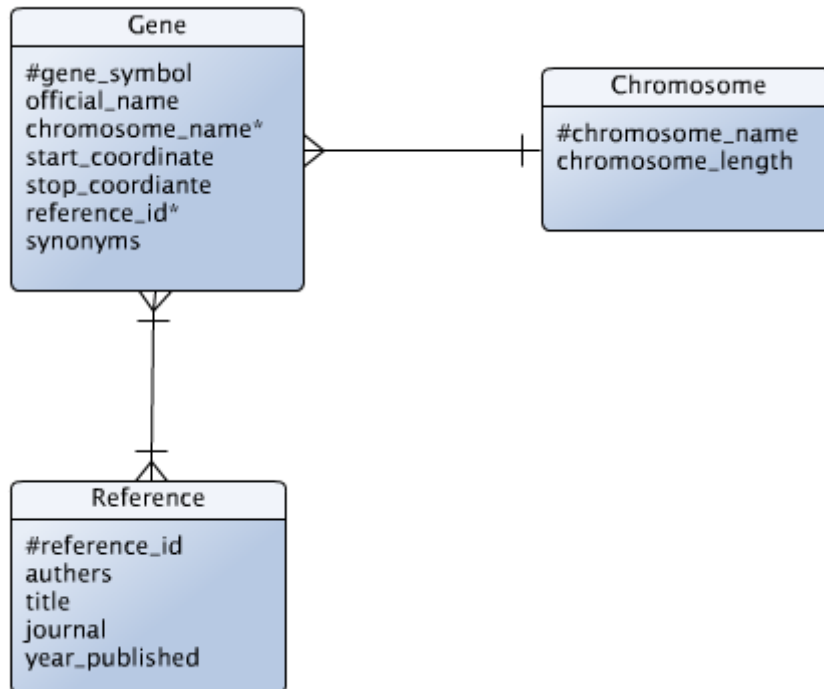 Gene
#gene_symbol
official_name
chromosome_name*
start_coordinate
stop_coordiante
reference_id*
synonyms
Chromosome
#chromosome_name
chromosome_length
Reference
#reference_id
authers
title
journal
year_published